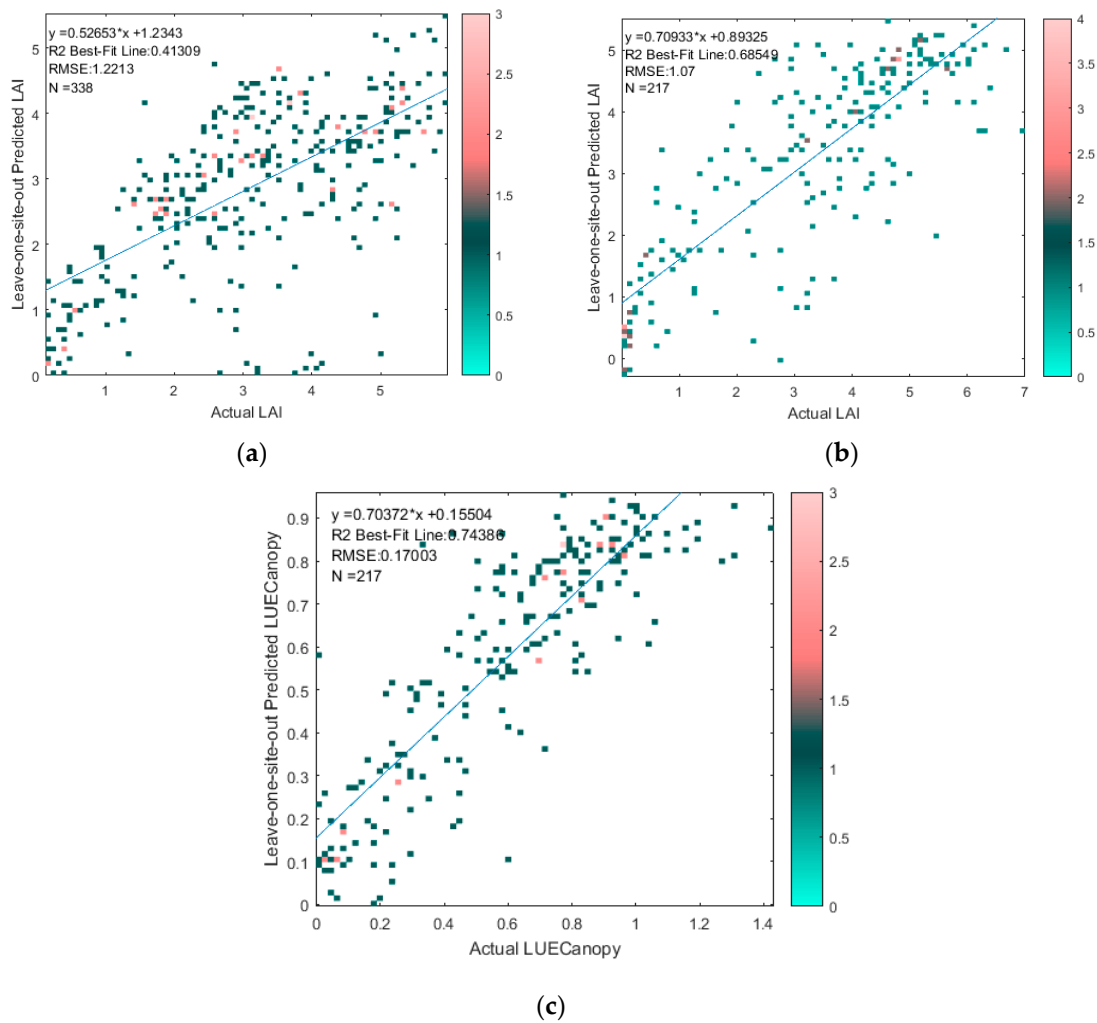 y =0.52653*x +1.2343
R2 Best-Fit Line:0.41309
RMSE:1.2213
N =338
Leave-one-site-out Predicted LAI
5
4
3
2
1
0
1 2 3 4 5
Actual LAI
3
2.5
2
1.5
1
0.5
0
(a)
y =0.70933*x +0.89325
R2 Best-Fit Line:0.68549
RMSE:1.07
N =217
Leave-one-site-out Predicted LAI
5
4
3
2
1
0
1 2 3 4 5 6 7
Actual LAI
4
3.5
3
2.5
2
1.5
1
0.5
0
(b)
y =0.70372*x +0.15504
R2 Best-Fit Line:0.74386
RMSE:0.17003
N =217
Leave-one-site-out Predicted LUECanopy
0.9
0.8
0.7
0.6
0.5
0.4
0.3
0.2
0.1
0
0 0.2 0.4 0.6 0.8 1 1.2 1.4
Actual LUECanopy
3
2.5
2
1.5
1
0.5
0
(c)